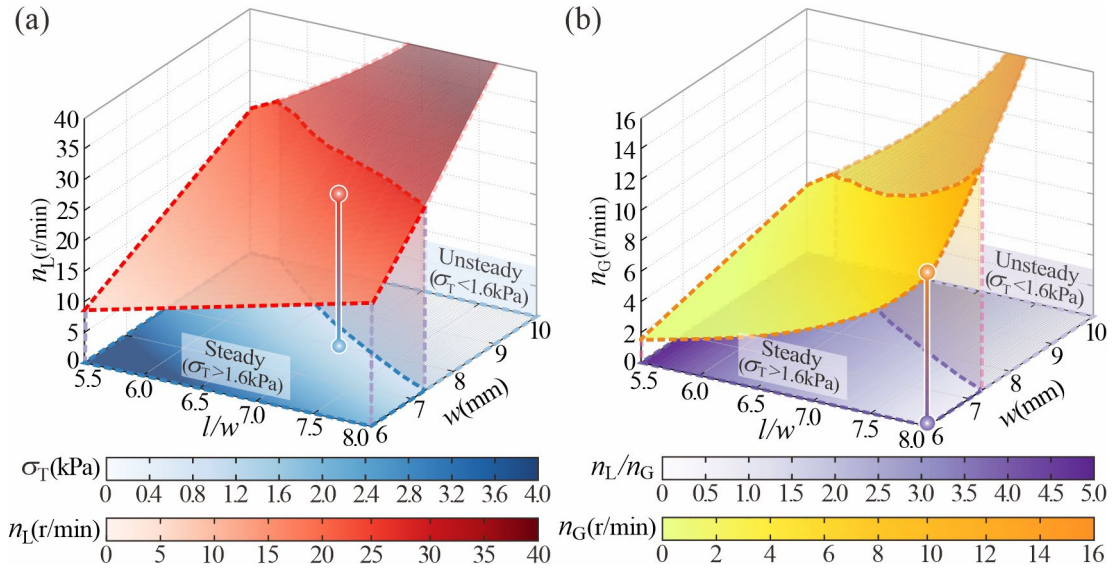 (a)
40
35
30
25
20
15
10
5
0
n_L(r/min)
5.5
6.0
6.5
7.0
7.5
8.0
l/w
6
7
8
9
10
w(mm)
Steady
(σ_T>1.6kPa)
Unsteady
(σ_T<1.6kPa)
σ_T(kPa)
0 0.4 0.8 1.2 1.6 2.0 2.4 2.8 3.2 3.6 4.0
n_L(r/min)
0 5 10 15 20 25 30 35 40
(b)
16
14
12
10
8
6
4
2
0
n_G(r/min)
5.5
6.0
6.5
7.0
7.5
8.0
l/w
6
7
8
9
10
w(mm)
Steady
(σ_T>1.6kPa)
Unsteady
(σ_T<1.6kPa)
n_L/n_G
0 0.5 1.0 1.5 2.0 2.5 3.0 3.5 4.0 4.5 5.0
n_G(r/min)
0 2 4 6 8 10 12 14 16